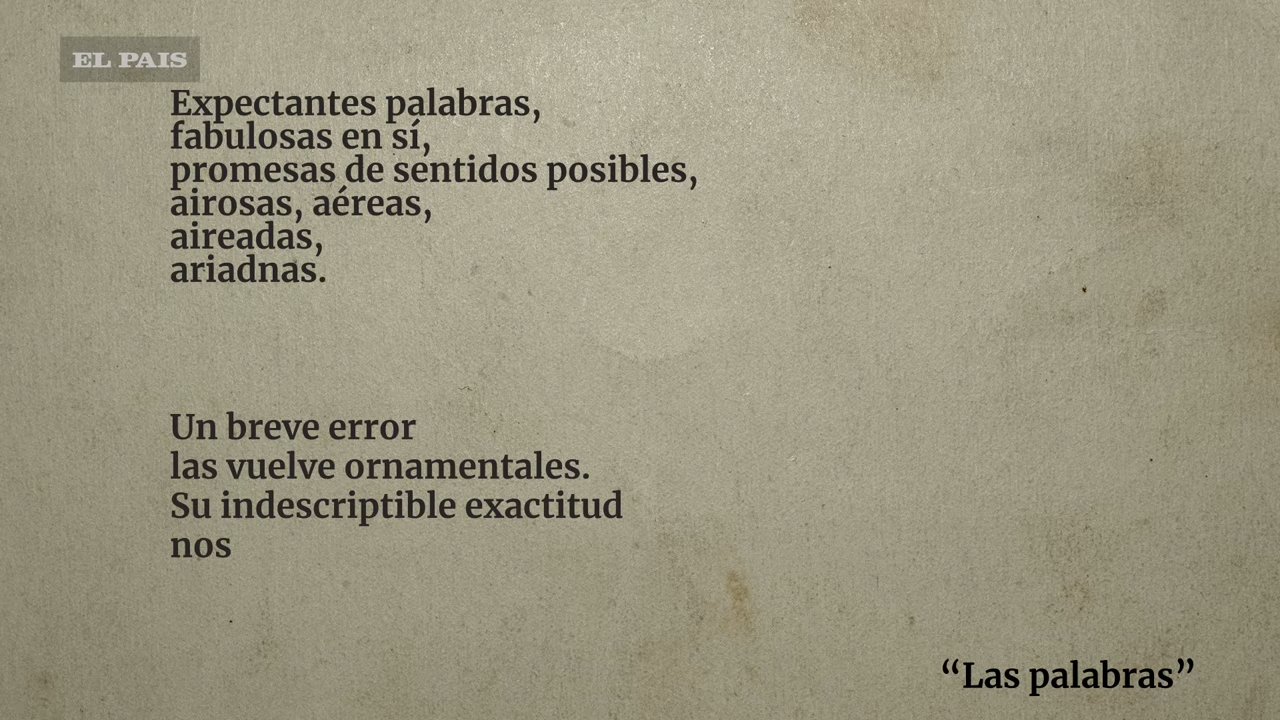 EL PAIS
Expectantes palabras,
fabulosas en sí,
promesas de sentidos posibles,
airosas, aéreas,
aireadas,
ariadnas.
Un breve error
las vuelve ornamentales.
Su indescriptible exactitud
nos
“Las palabras”